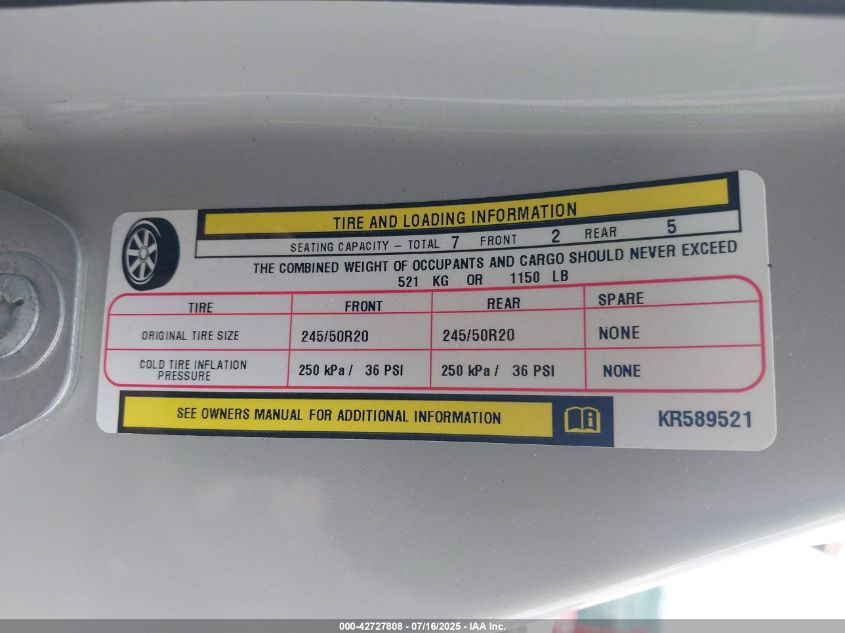 TIRE AND LOADING INFORMATION
SEATING CAPACITY – TOTAL 7 FRONT 2 REAR 5
THE COMBINED WEIGHT OF OCCUPANTS AND CARGO SHOULD NEVER EXCEED
521 KG OR 1150 LB
TIRE FRONT REAR SPARE
ORIGINAL TIRE SIZE 245/50R20 245/50R20 NONE
COLD TIRE INFLATION
PRESSURE 250 kPa / 36 PSI 250 kPa / 36 PSI NONE
SEE OWNERS MANUAL FOR ADDITIONAL INFORMATION
KR589521
000-42727808 - 07/16/2025 - IAA Inc.